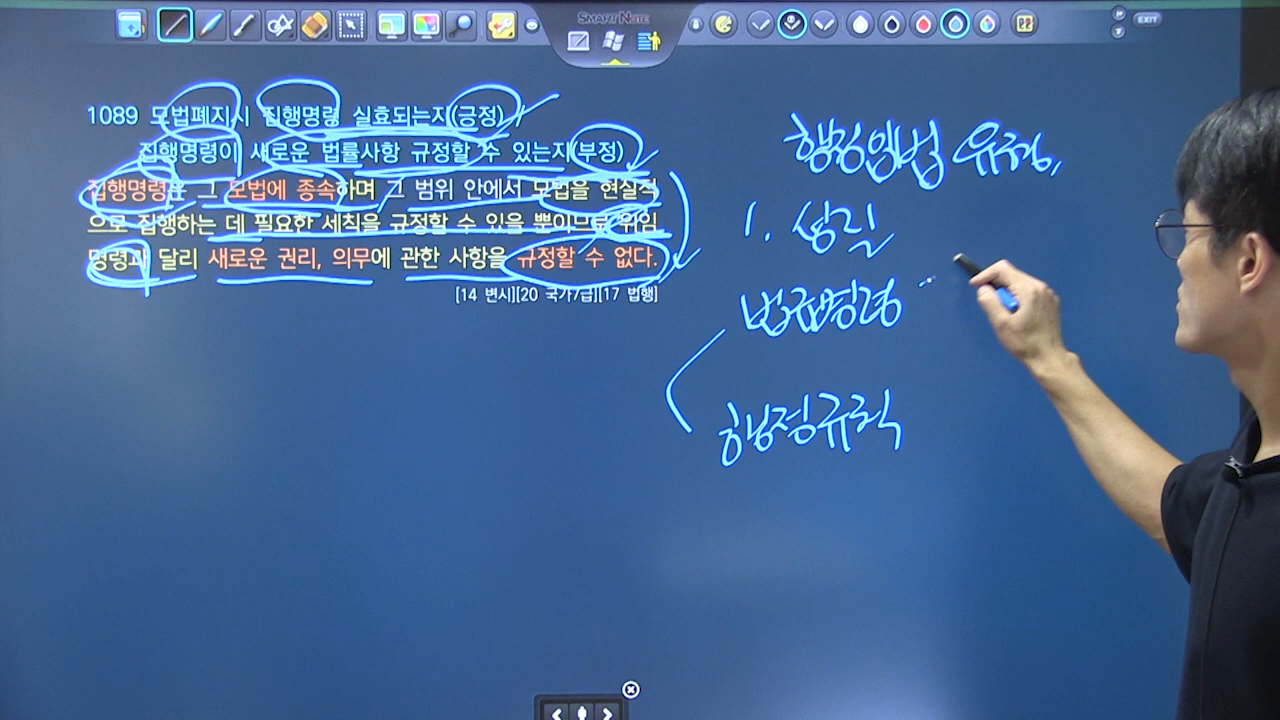 SMART NOTE
EXIT
1089 모법폐지시 집행명령 실효되는지(긍정)
집행명령이 새로운 법률사항 규정할 수 있는지(부정)
집행명령은 그 모법에 종속하며 그 범위 안에서 모법을 현실적
으로 집행하는 데 필요한 세칙을 규정할 수 있을 뿐이므로 위임
명령과 달리 새로운 권리, 의무에 관한 사항을 규정할 수 없다.
[14 변시][20 국가7급][17 법행]
행정입법 유형,
1. 성질
법규명령
행정규칙